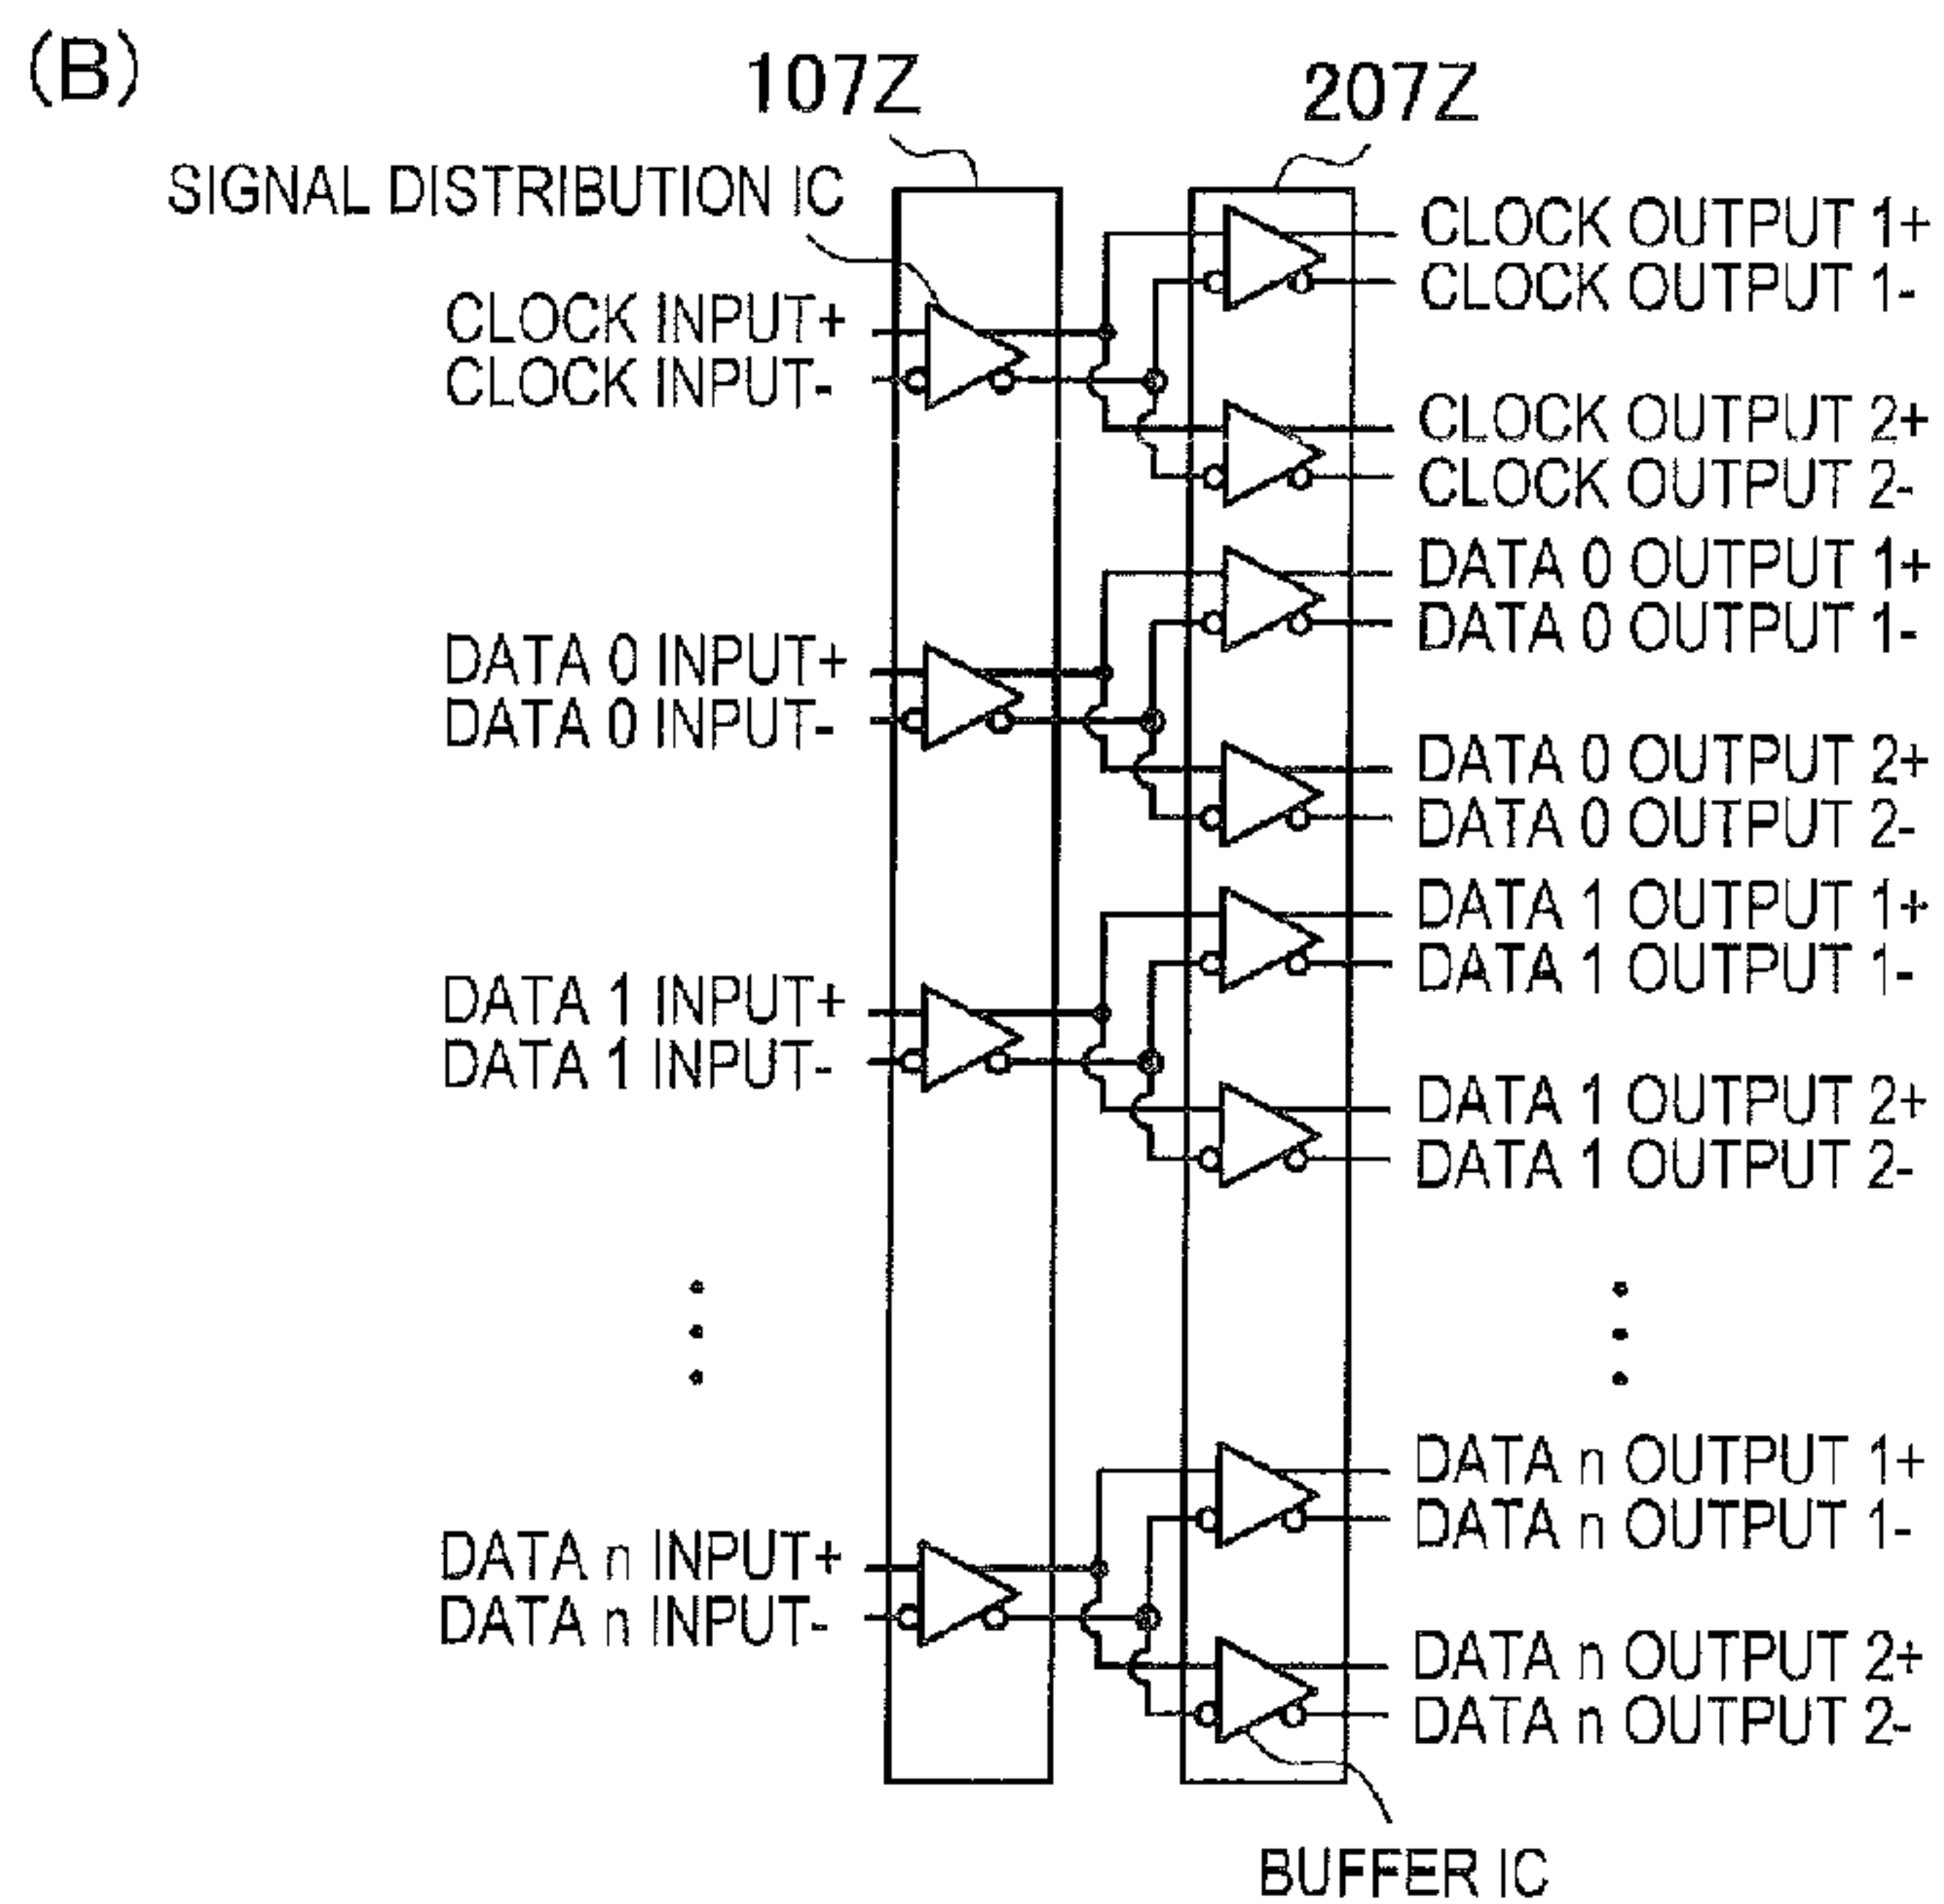 (B)
107Z
207Z
SIGNAL DISTRIBUTION IC
CLOCK INPUT+
CLOCK INPUT-
CLOCK OUTPUT 1+
CLOCK OUTPUT 1-
CLOCK OUTPUT 2+
CLOCK OUTPUT 2-
DATA 0 INPUT+
DATA 0 INPUT-
DATA 0 OUTPUT 1+
DATA 0 OUTPUT 1-
DATA 0 OUTPUT 2+
DATA 0 OUTPUT 2-
DATA 1 INPUT+
DATA 1 INPUT-
DATA 1 OUTPUT 1+
DATA 1 OUTPUT 1-
DATA 1 OUTPUT 2+
DATA 1 OUTPUT 2-
DATA n INPUT+
DATA n INPUT-
DATA n OUTPUT 1+
DATA n OUTPUT 1-
DATA n OUTPUT 2+
DATA n OUTPUT 2-
BUFFER IC